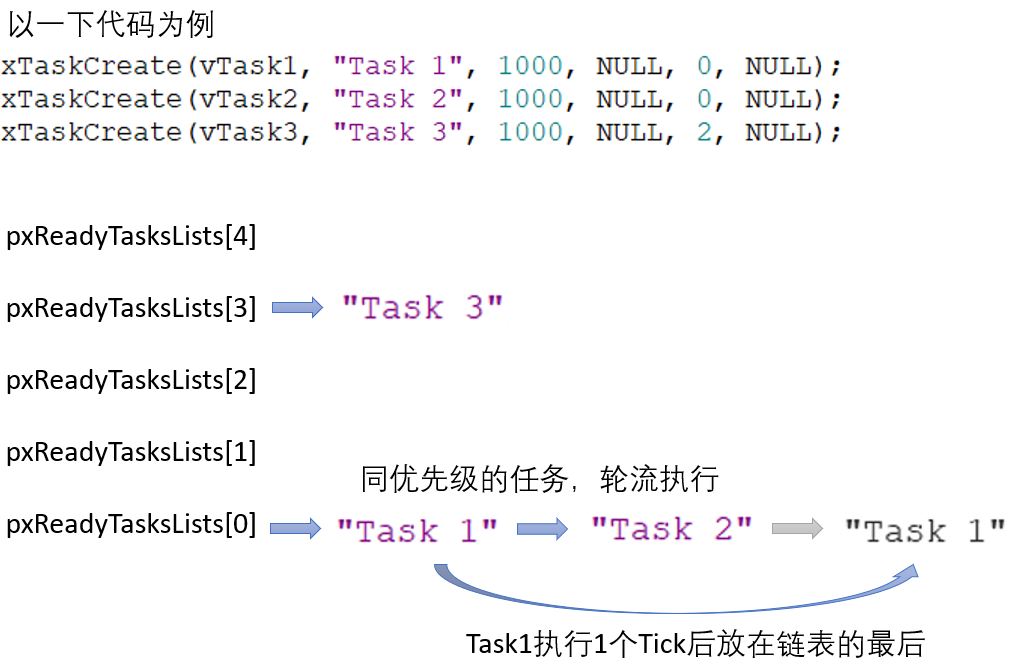 以一下代码为例
xTaskCreate(vTask1, "Task 1", 1000, NULL, 0, NULL);
xTaskCreate(vTask2, "Task 2", 1000, NULL, 0, NULL);
xTaskCreate(vTask3, "Task 3", 1000, NULL, 2, NULL);
pxReadyTasksLists[4]
pxReadyTasksLists[3] "Task 3"
pxReadyTasksLists[2]
pxReadyTasksLists[1]
同优先级的任务，轮流执行
pxReadyTasksLists[0] "Task 1" "Task 2" "Task 1"
Task1执行1个Tick后放在链表的最后